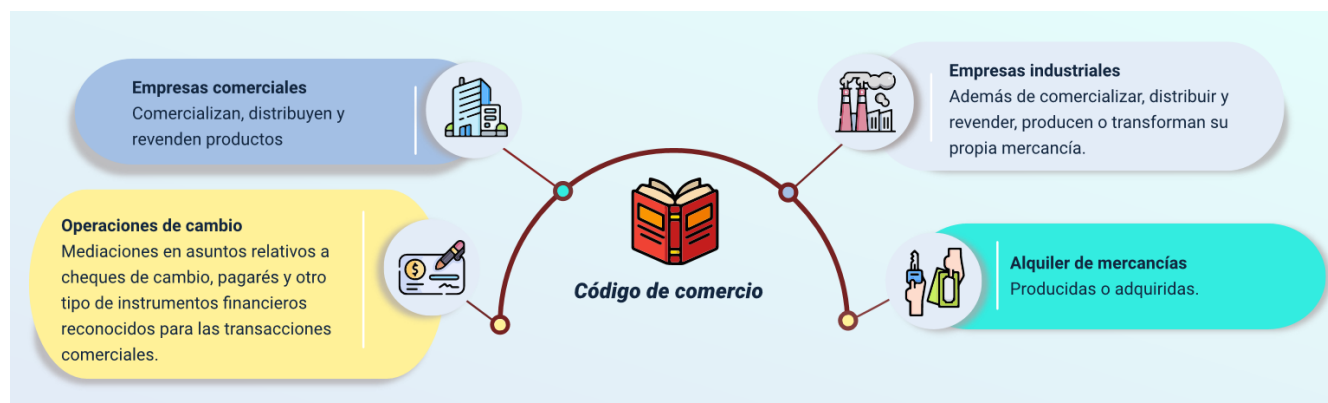 Empresas comerciales
Comercializan, distribuyen y
revenden productos
Operaciones de cambio
Mediaciones en asuntos relativos a
cheques de cambio, pagarés y otro
tipo de instrumentos financieros
reconocidos para las transacciones
comerciales.
Código de comercio
Empresas industriales
Además de comercializar, distribuir y
revender, producen o transforman su
propia mercancía.
Alquiler de mercancías
Producidas o adquiridas.